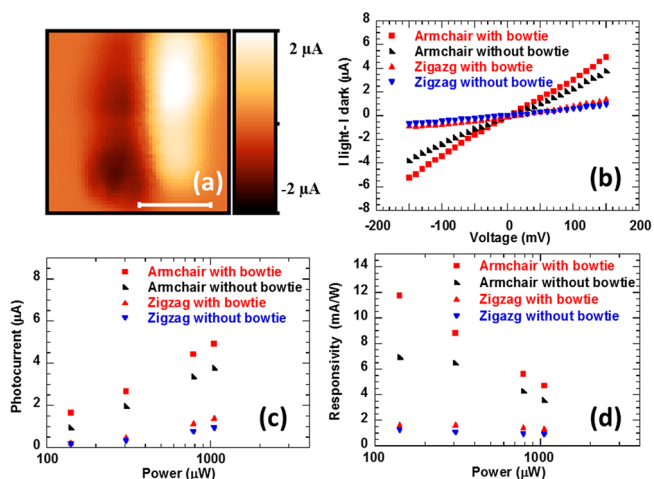 2 µA
-2 µA
(a)
I light- I dark (µA)
8
6
4
2
0
-2
-4
-6
-8
-200
-100
0
100
200
Voltage (mV)
Armchair with bowtie
Armchair without bowtie
Zigazg with bowtie
Zigzag without bowtie
(b)
Photocurrent (µA)
8
6
4
2
0
100
1000
Power (µW)
Armchair with bowtie
Armchair without bowtie
Zigzag with bowtie
Zigzag without bowtie
(c)
Responsivity (mA/W)
14
12
10
8
6
4
2
0
100
1000
Power (µW)
Armchair with bowtie
Armchair without bowtie
Zigzag with bowtie
Zigazg without bowtie
(d)